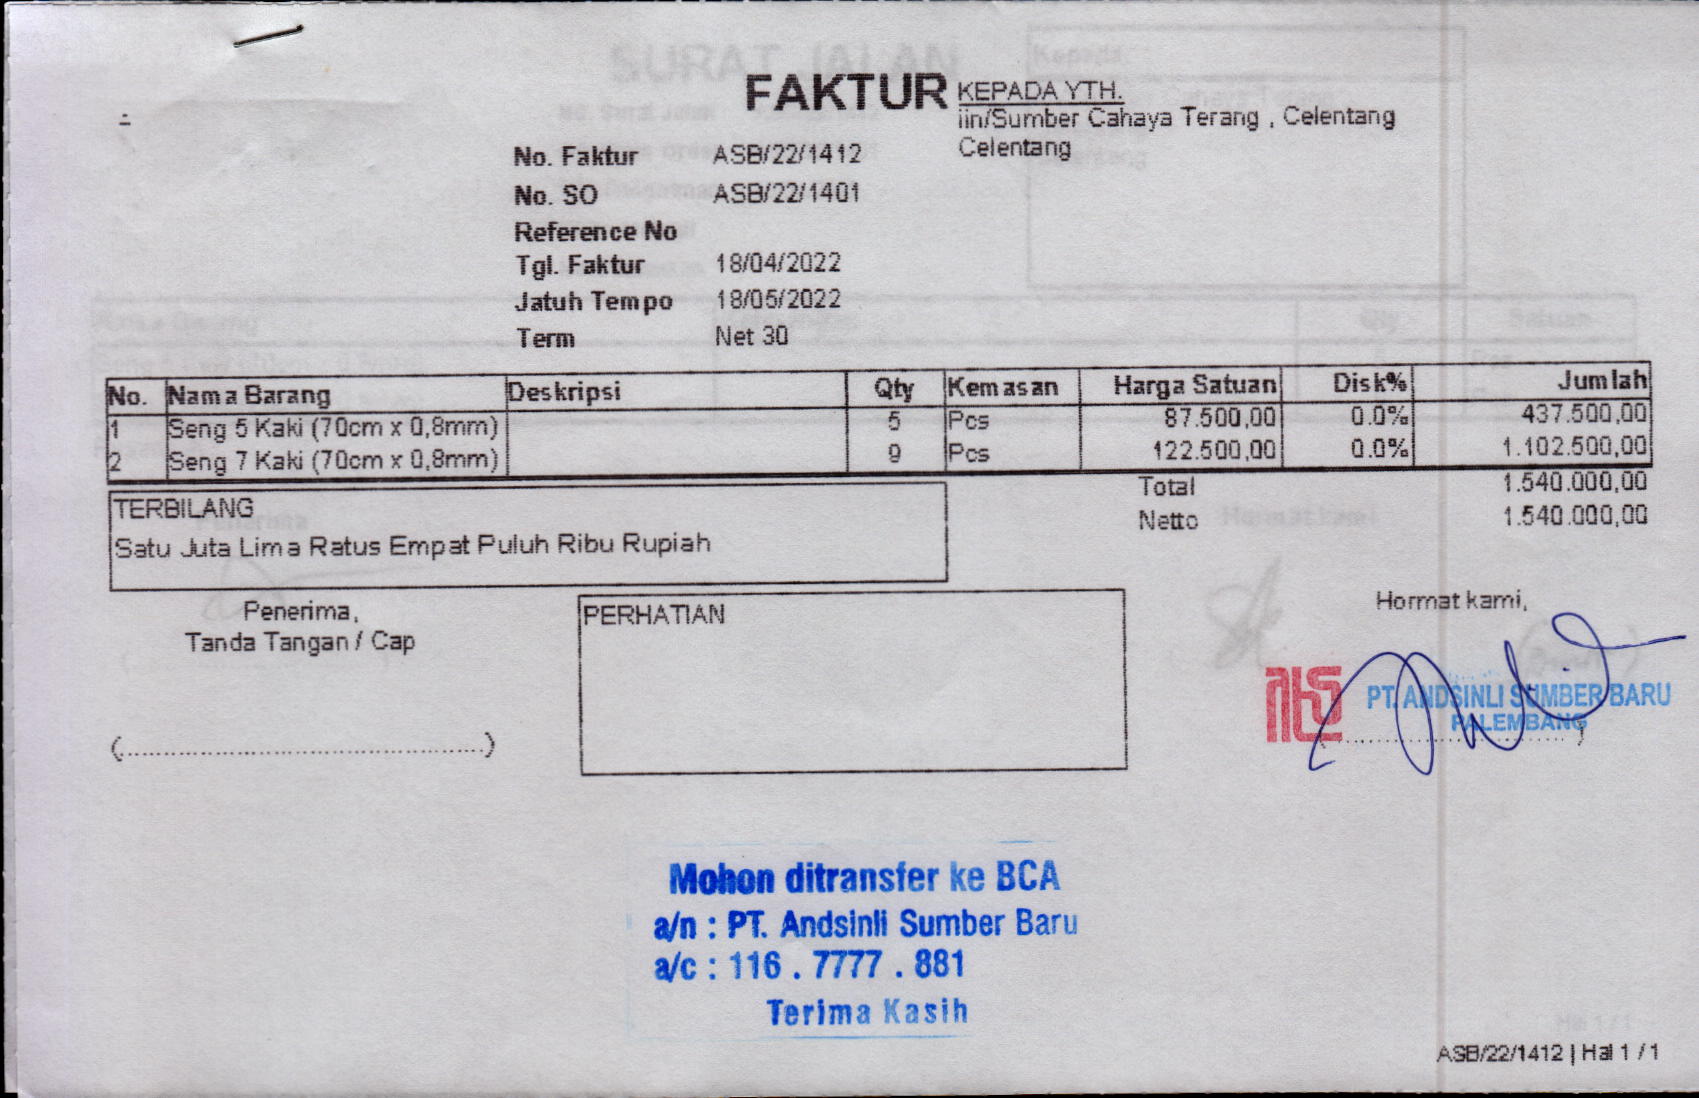 FAKTUR
KEPADA YTH.
iin/Sumber Cahaya Terang , Celentang
Celentang
No. Faktur ASB/22/1412
No. SO ASB/22/1401
Reference No
Tgl. Faktur 18/04/2022
Jatuh Tempo 18/05/2022
Term Net 30
No. Nama Barang Deskripsi Qty Kemasan Harga Satuan Disk% Jumlah
1 Seng 5 Kaki (70cm x 0,8mm) 5 Pcs 87.500,00 0.0% 437.500,00
2 Seng 7 Kaki (70cm x 0,8mm) 9 Pcs 122.500,00 0.0% 1.102.500,00
Total 1.540.000,00
Netto 1.540.000,00
TERBILANG
Satu Juta Lima Ratus Empat Puluh Ribu Rupiah
Penerima,
Tanda Tangan / Cap
PERHATIAN
Hormat kami,
PT. ANDSINLI SUMBER BARU
PALEMBANG
Mohon ditransfer ke BCA
a/n : PT. Andsinli Sumber Baru
a/c : 116 . 7777 . 881
Terima Kasih
ASB/22/1412 | Hal 1 / 1